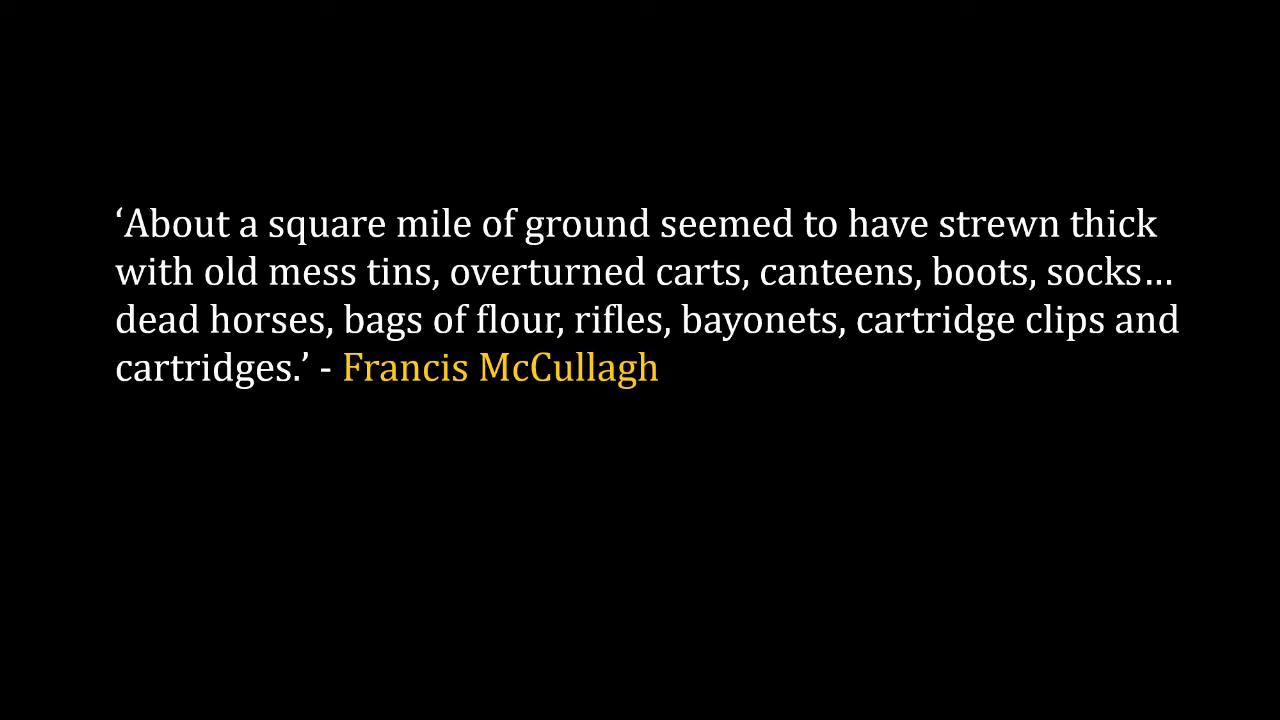 ‘About a square mile of ground seemed to have strewn thick
with old mess tins, overturned carts, canteens, boots, socks…
dead horses, bags of flour, rifles, bayonets, cartridge clips and
cartridges.’ - Francis McCullagh